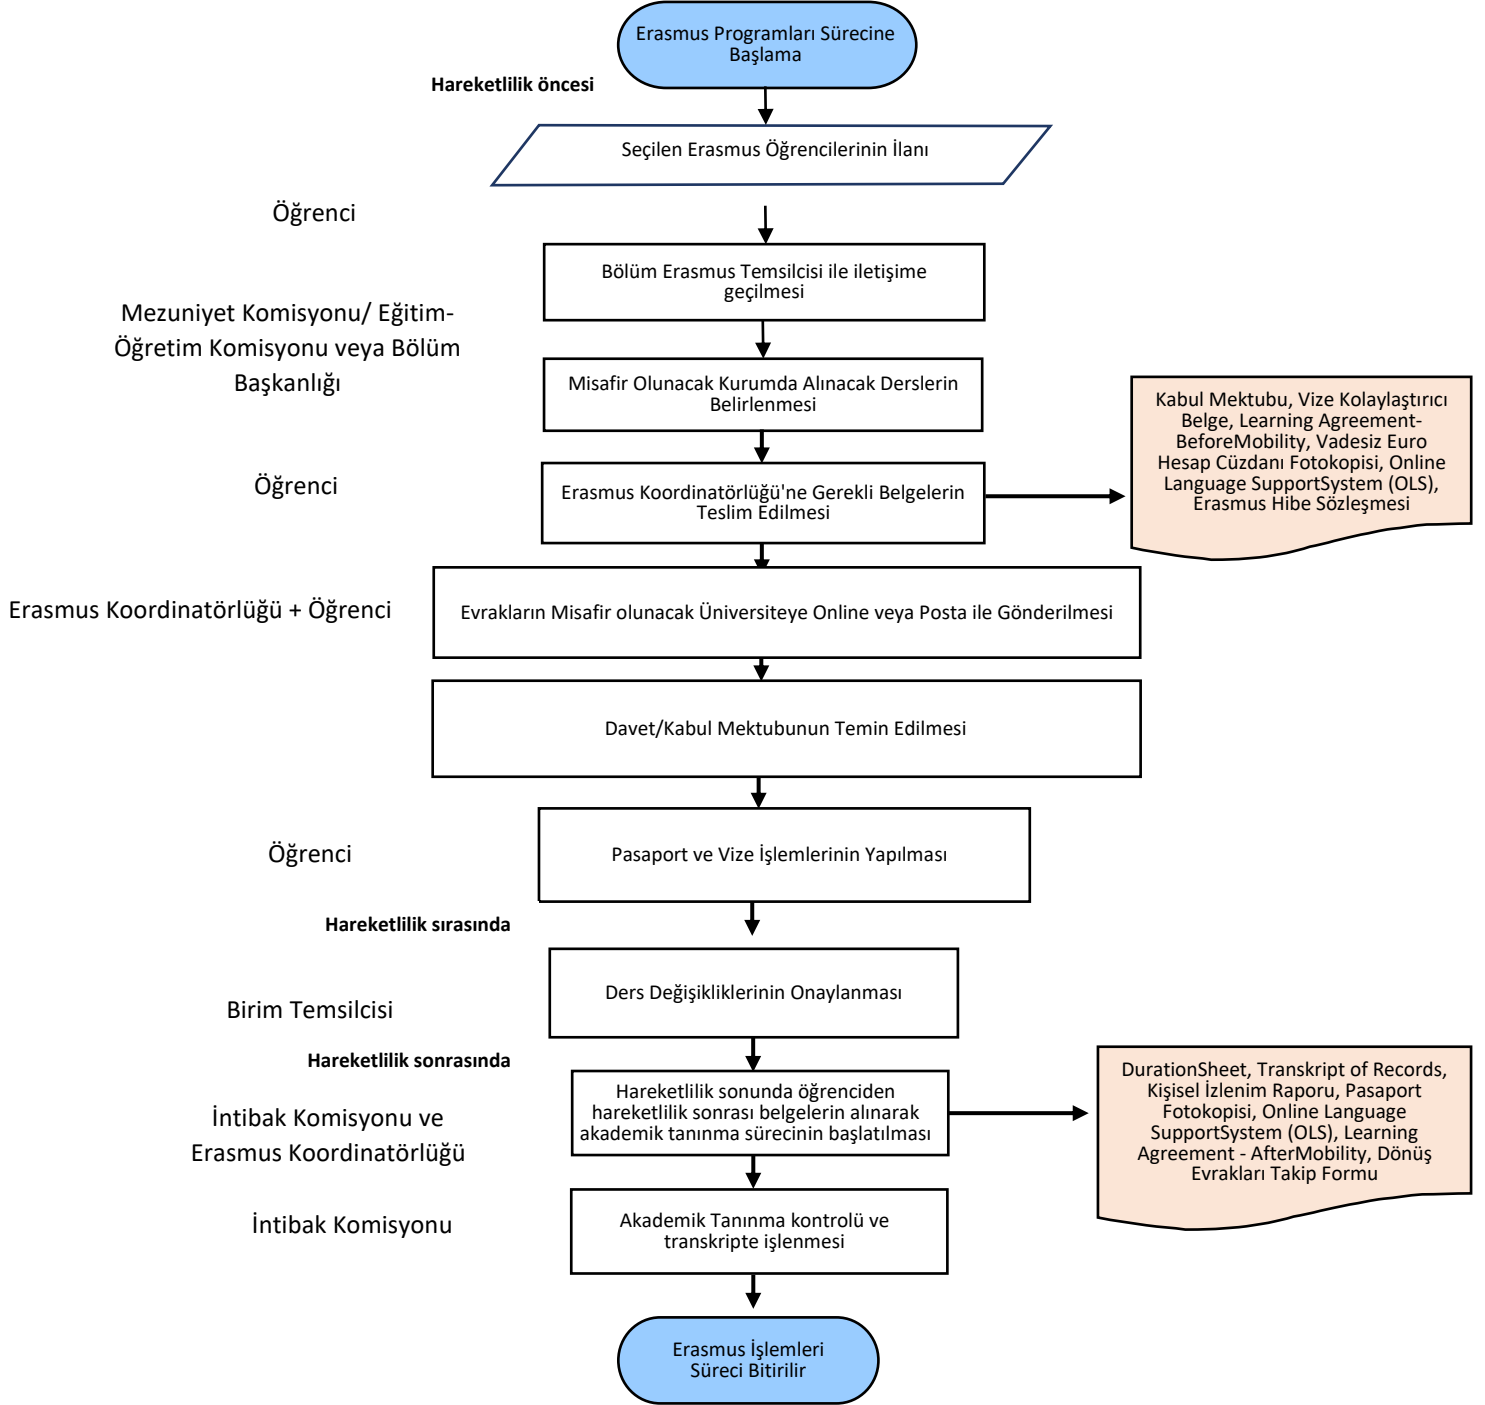 Erasmus Programları Sürecine
Başlama
Hareketlilik öncesi
Seçilen Erasmus Öğrencilerinin İlanı
Öğrenci
Bölüm Erasmus Temsilcisi ile iletişime
geçilmesi
Mezuniyet Komisyonu/ Eğitim-
Öğretim Komisyonu veya Bölüm
Başkanlığı
Misafir Olunacak Kurumda Alınacak Derslerin
Belirlenmesi
Öğrenci
Erasmus Koordinatörlüğü'ne Gerekli Belgelerin
Teslim Edilmesi
Kabul Mektubu, Vize Kolaylaştırıcı
Belge, Learning Agreement-
BeforeMobility, Vadesiz Euro
Hesap Cüzdanı Fotokopisi, Online
Language SupportSystem (OLS),
Erasmus Hibe Sözleşmesi
Erasmus Koordinatörlüğü + Öğrenci
Evrakların Misafir olunacak Üniversiteye Online veya Posta ile Gönderilmesi
Davet/Kabul Mektubunun Temin Edilmesi
Öğrenci
Pasaport ve Vize İşlemlerinin Yapılması
Hareketlilik sırasında
Birim Temsilcisi
Ders Değişikliklerinin Onaylanması
Hareketlilik sonrasında
İntibak Komisyonu ve
Erasmus Koordinatörlüğü
Hareketlilik sonunda öğrenciden
hareketlilik sonrası belgelerin alınarak
akademik tanınma sürecinin başlatılması
DurationSheet, Transkript of Records,
Kişisel İzlenim Raporu, Pasaport
Fotokopisi, Online Language
SupportSystem (OLS), Learning
Agreement - AfterMobility, Dönüş
Evrakları Takip Formu
İntibak Komisyonu
Akademik Tanınma kontrolü ve
transkripte işlenmesi
Erasmus İşlemleri
Süreci Bitirilir